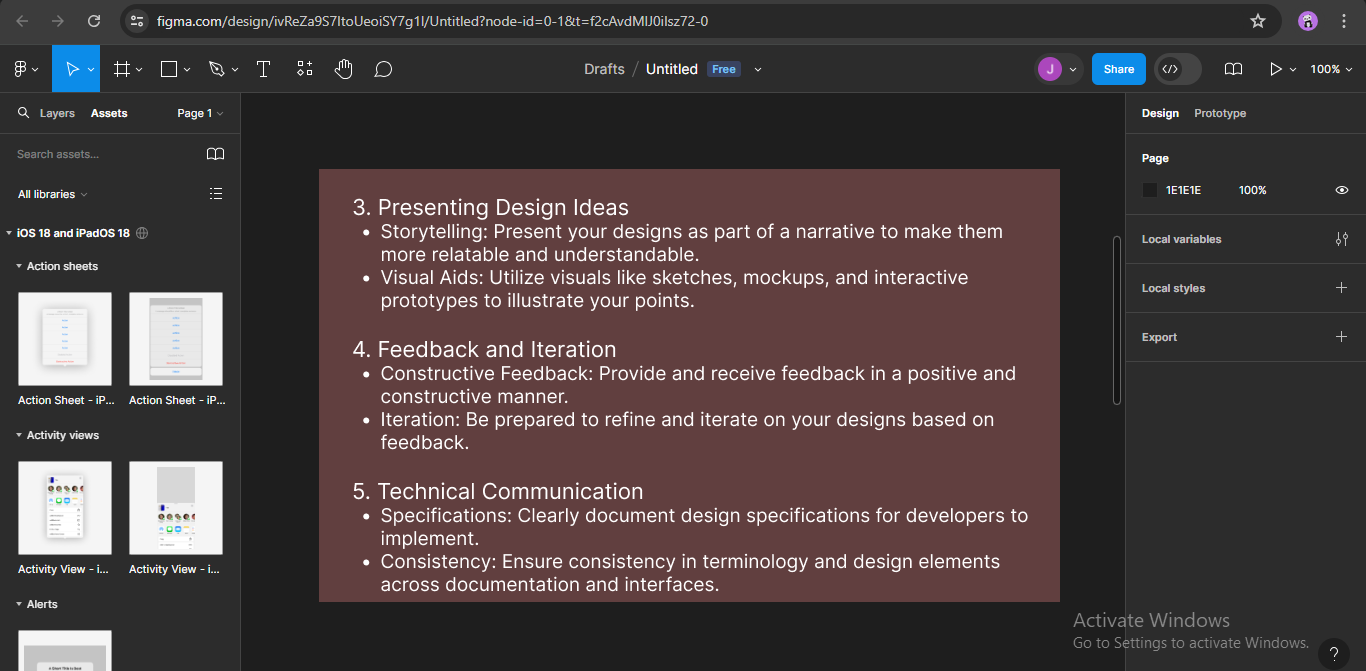 figma.com/design/ivReZa9S7ItoUeoiSY7g1I/Untitled?node-id=0-1&t=f2cAvdMIJ0iIsz72-0
Drafts / Untitled Free
J
Share
100%
Layers Assets Page 1
Search assets...
All libraries
iOS 18 and iPadOS 18
Action sheets
Action Sheet - iP... Action Sheet - iP...
Activity views
Activity View - i... Activity View - i...
Alerts
3. Presenting Design Ideas
• Storytelling: Present your designs as part of a narrative to make them
more relatable and understandable.
• Visual Aids: Utilize visuals like sketches, mockups, and interactive
prototypes to illustrate your points.
4. Feedback and Iteration
• Constructive Feedback: Provide and receive feedback in a positive and
constructive manner.
• Iteration: Be prepared to refine and iterate on your designs based on
feedback.
5. Technical Communication
• Specifications: Clearly document design specifications for developers to
implement.
• Consistency: Ensure consistency in terminology and design elements
across documentation and interfaces.
Design Prototype
Page
1E1E1E 100%
Local variables
Local styles
Export
Activate Windows
Go to Settings to activate Windows.
?